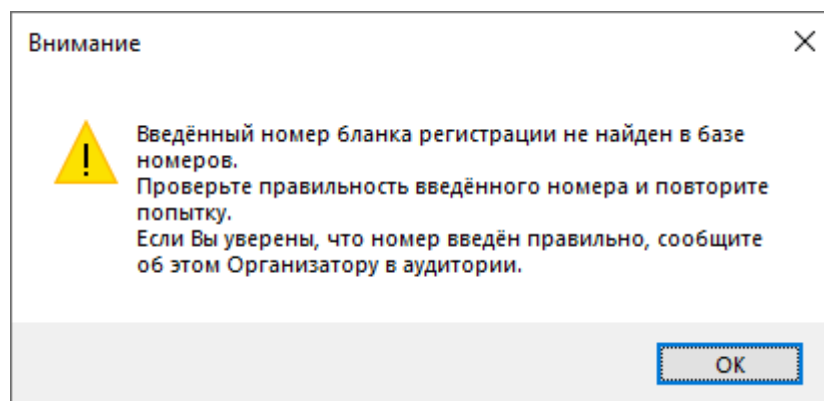 Внимание
Введённый номер бланка регистрации не найден в базе
номеров.
Проверьте правильность введённого номера и повторите
попытку.
Если Вы уверены, что номер введён правильно, сообщите
об этом Организатору в аудитории.
ОК